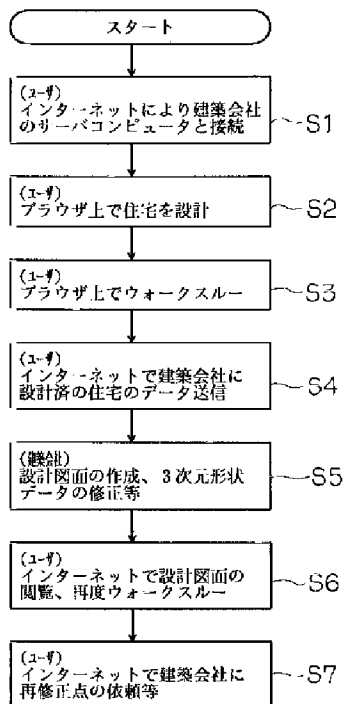 スタート
(ユーザ)
インターネットにより建築会社
のサーバコンピュータと接続
S1
(ユーザ)
ブラウザ上で住宅を設計
S2
(ユーザ)
ブラウザ上でウォークスルー
S3
(ユーザ)
インターネットで建築会社に
設計済の住宅のデータ送信
S4
(建築会社)
設計図面の作成、3次元形状
データの修正等
S5
(ユーザ)
インターネットで設計図面の
閲覧、再度ウォークスルー
S6
(ユーザ)
インターネットで建築会社に
再修正点の依頼等
S7